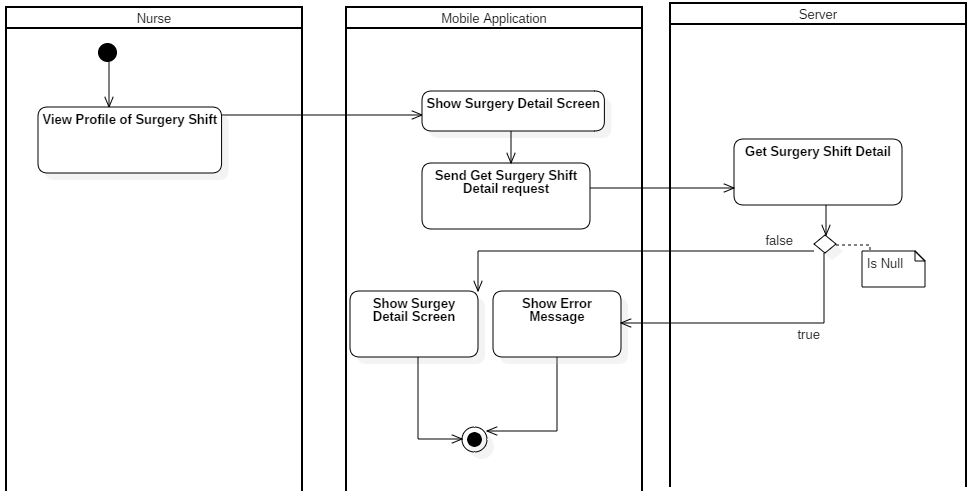 Nurse
Mobile Application
Server
View Profile of Surgery Shift
Show Surgery Detail Screen
Send Get Surgery Shift
Detail request
Get Surgery Shift Detail
false
Is Null
Show Surgey
Detail Screen
Show Error
Message
true